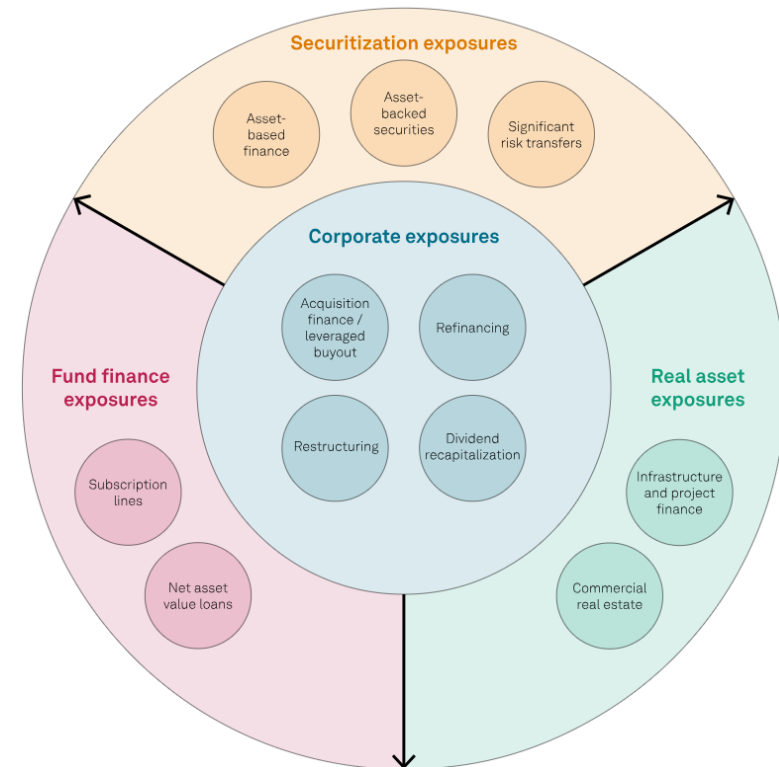 Securitization exposures
Asset-
based
finance
Asset-
backed
securities
Significant
risk transfers
Corporate exposures
Acquisition
finance /
leveraged
buyout
Refinancing
Restructuring
Dividend
recapitalization
Fund finance
exposures
Subscription
lines
Net asset
value loans
Real asset
exposures
Infrastructure
and project
finance
Commercial
real estate